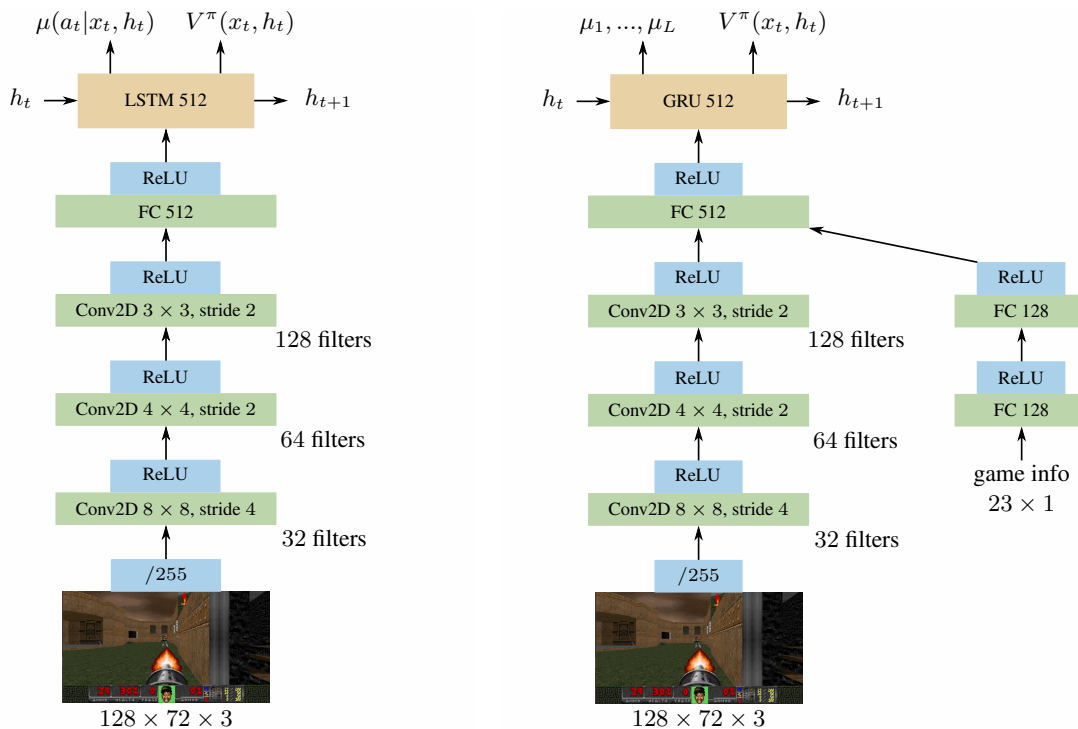 μ(a_t|x_t, h_t) V^π(x_t, h_t)
h_t LSTM 512 h_{t+1}
ReLU
FC 512
ReLU
Conv2D 3 × 3, stride 2
128 filters
ReLU
Conv2D 4 × 4, stride 2
64 filters
ReLU
Conv2D 8 × 8, stride 4
32 filters
/255
128 × 72 × 3
μ_1, ..., μ_L V^π(x_t, h_t)
h_t GRU 512 h_{t+1}
ReLU
FC 512
ReLU
Conv2D 3 × 3, stride 2
128 filters
ReLU
Conv2D 4 × 4, stride 2
64 filters
ReLU
Conv2D 8 × 8, stride 4
32 filters
/255
128 × 72 × 3
ReLU
FC 128
ReLU
FC 128
game info
23 × 1